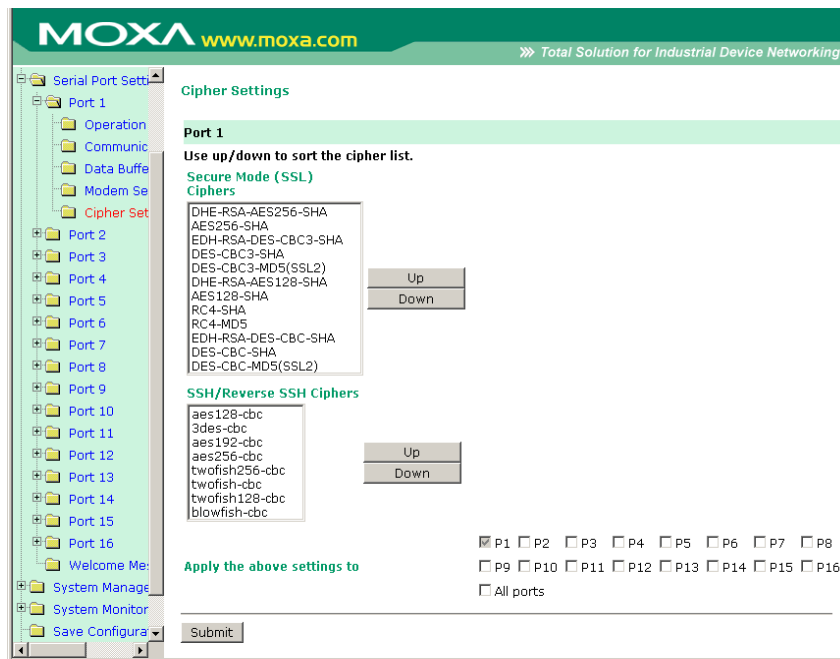 MOXA www.moxa.com
Total Solution for Industrial Device Networking
Serial Port Setti
Port 1
Operation
Communic
Data Buffe
Modem Se
Cipher Set
Port 2
Port 3
Port 4
Port 5
Port 6
Port 7
Port 8
Port 9
Port 10
Port 11
Port 12
Port 13
Port 14
Port 15
Port 16
Welcome Me
System Manage
System Monitor
Save Configura
Cipher Settings
Port 1
Use up/down to sort the cipher list.
Secure Mode (SSL)
Ciphers
DHE-RSA-AES256-SHA
AES256-SHA
EDH-RSA-DES-CBC3-SHA
DES-CBC3-SHA
DES-CBC3-MD5(SSL2)
DHE-RSA-AES128-SHA
AES128-SHA
RC4-SHA
RC4-MD5
EDH-RSA-DES-CBC-SHA
DES-CBC-SHA
DES-CBC-MD5(SSL2)
Up
Down
SSH/Reverse SSH Ciphers
aes128-cbc
3des-cbc
aes192-cbc
aes256-cbc
twofish256-cbc
twofish-cbc
twofish128-cbc
blowfish-cbc
Up
Down
Apply the above settings to
P1 P2 P3 P4 P5 P6 P7 P8
P9 P10 P11 P12 P13 P14 P15 P16
All ports
Submit